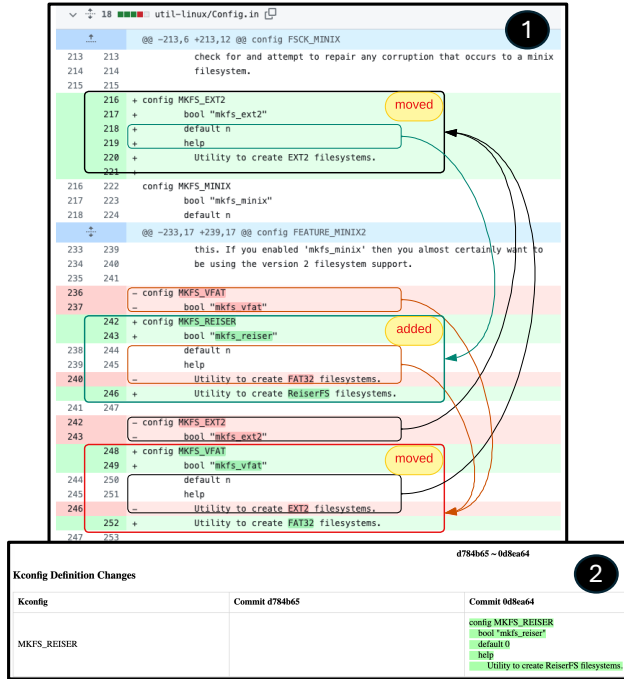 18 util-linux/Config.in
1
@@ -213,6 +213,12 @@ config FSCK_MINIX
213 213 check for and attempt to repair any corruption that occurs to a minix
214 214 filesystem.
215 215
216 + config MKFS_EXT2
moved
217 + bool "mkfs_ext2"
218 + default n
219 + help
220 + Utility to create EXT2 filesystems.
221 +
216 222 config MKFS_MINIX
217 223 bool "mkfs_minix"
218 224 default n
@@ -233,17 +239,17 @@ config FEATURE_MINIX2
233 239 this. If you enabled 'mkfs_minix' then you almost certainly want to
234 240 be using the version 2 filesystem support.
235 241
236 - config MKFS_VFAT
237 - bool "mkfs_vfat"
242 + config MKFS_REISER
added
243 + bool "mkfs_reiser"
238 244 default n
239 245 help
240 - Utility to create FAT32 filesystems.
246 + Utility to create ReiserFS filesystems.
241 247
242 - config MKFS_EXT2
243 - bool "mkfs_ext2"
248 + config MKFS_VFAT
moved
249 + bool "mkfs_vfat"
244 250 default n
245 251 help
246 - Utility to create EXT2 filesystems.
252 + Utility to create FAT32 filesystems.
247 253
d784b65 ~ 0d8ea64
2
Kconfig Definition Changes
Kconfig Commit d784b65 Commit 0d8ea64
MKFS_REISER
config MKFS_REISER
bool "mkfs_reiser"
default 0
help
Utility to create ReiserFS filesystems.